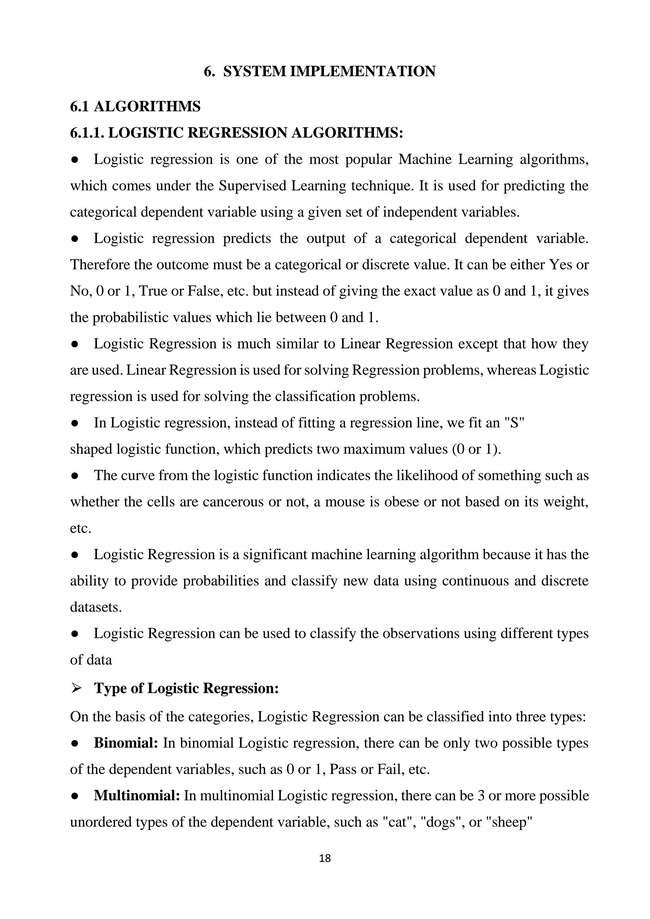 6. SYSTEM IMPLEMENTATION
6.1 ALGORITHMS
6.1.1. LOGISTIC REGRESSION ALGORITHMS:
● Logistic regression is one of the most popular Machine Learning algorithms,
which comes under the Supervised Learning technique. It is used for predicting the
categorical dependent variable using a given set of independent variables.
● Logistic regression predicts the output of a categorical dependent variable.
Therefore the outcome must be a categorical or discrete value. It can be either Yes or
No, 0 or 1, True or False, etc. but instead of giving the exact value as 0 and 1, it gives
the probabilistic values which lie between 0 and 1.
● Logistic Regression is much similar to Linear Regression except that how they
are used. Linear Regression is used for solving Regression problems, whereas Logistic
regression is used for solving the classification problems.
● In Logistic regression, instead of fitting a regression line, we fit an "S"
shaped logistic function, which predicts two maximum values (0 or 1).
● The curve from the logistic function indicates the likelihood of something such as
whether the cells are cancerous or not, a mouse is obese or not based on its weight,
etc.
● Logistic Regression is a significant machine learning algorithm because it has the
ability to provide probabilities and classify new data using continuous and discrete
datasets.
● Logistic Regression can be used to classify the observations using different types
of data
➢ Type of Logistic Regression:
On the basis of the categories, Logistic Regression can be classified into three types:
● Binomial: In binomial Logistic regression, there can be only two possible types
of the dependent variables, such as 0 or 1, Pass or Fail, etc.
● Multinomial: In multinomial Logistic regression, there can be 3 or more possible
unordered types of the dependent variable, such as "cat", "dogs", or "sheep"
18